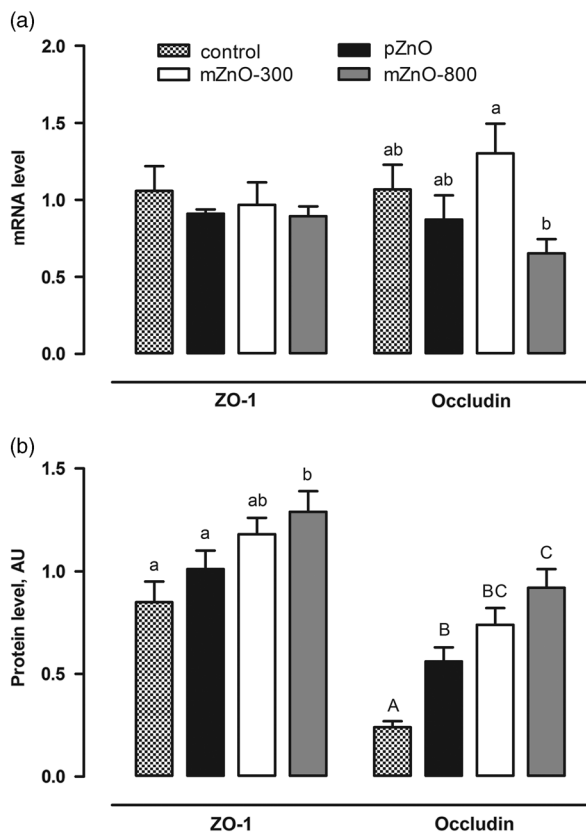 (a)
control
pZnO
mZnO-300
mZnO-800
mRNA level
2.0
1.5
1.0
0.5
0.0
ab
ab
a
b
ZO-1
Occludin
(b)
Protein level, AU
1.5
1.0
0.5
0.0
a
a
ab
b
A
B
BC
C
ZO-1
Occludin